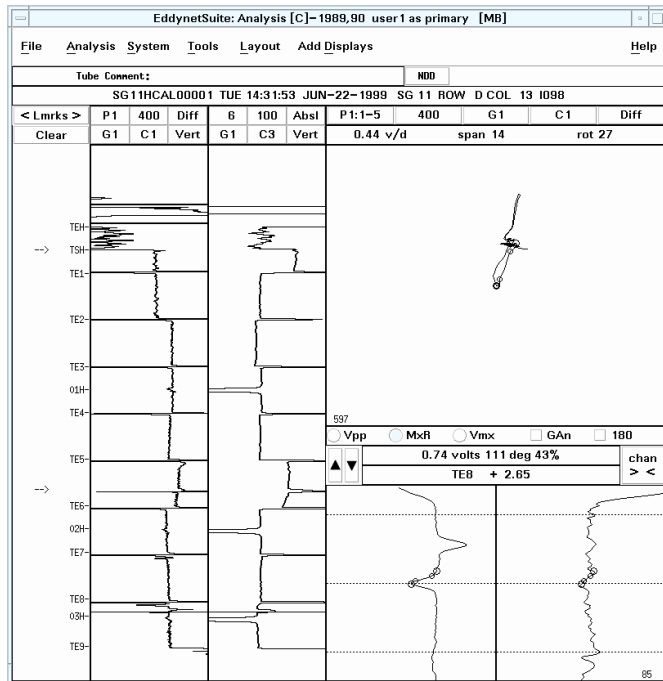 EddynetSuite: Analysis [C]-1989,90 user1 as primary [MB]
File Analysis System Tools Layout Add Displays Help
Tube Comment: NDD
SG11HCAL00001 TUE 14:31:53 JUN-22-1999 SG 11 ROW D COL 13 I098
< Lmrks > P1 400 Diff 6 100 Absl P1:1-5 400 G1 C1 Diff
Clear G1 C1 Vert G1 C3 Vert 0.44 v/d span 14 rot 27
TEH
--> TSH
TE1
TE2
TE3
01H
TE4
TE5
-->
TE6
02H
TE7
TE8
03H
TE9
597
Vpp MxR Vmx GAn 180
0.74 volts 111 deg 43%
TE8 + 2.65
chan
> <
85